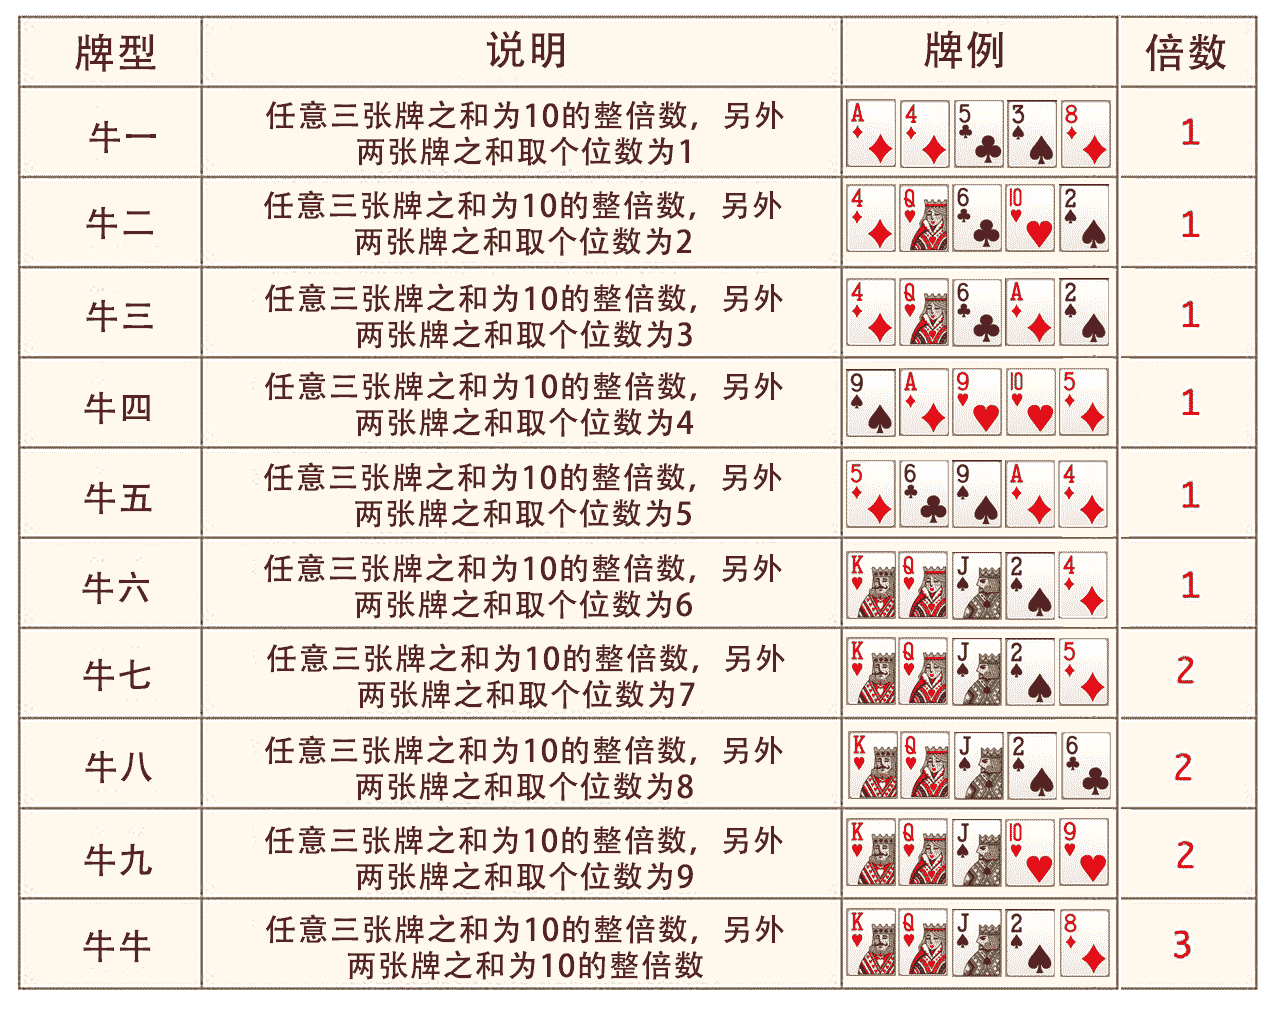 牌型 说明 牌例 倍数
牛一 任意三张牌之和为10的整倍数，另外 A 4 5 3 8 1
两张牌之和取个位数为1
牛二 任意三张牌之和为10的整倍数，另外 4 Q 6 10 2 1
两张牌之和取个位数为2
牛三 任意三张牌之和为10的整倍数，另外 4 Q 6 A 2 1
两张牌之和取个位数为3
牛四 任意三张牌之和为10的整倍数，另外 9 A 9 10 5 1
两张牌之和取个位数为4
牛五 任意三张牌之和为10的整倍数，另外 5 6 9 A 4 1
两张牌之和取个位数为5
牛六 任意三张牌之和为10的整倍数，另外 K Q J 2 4 1
两张牌之和取个位数为6
牛七 任意三张牌之和为10的整倍数，另外 K Q J 2 5 2
两张牌之和取个位数为7
牛八 任意三张牌之和为10的整倍数，另外 K Q J 2 6 2
两张牌之和取个位数为8
牛九 任意三张牌之和为10的整倍数，另外 K Q J 10 9 2
两张牌之和取个位数为9
牛牛 任意三张牌之和为10的整倍数，另外 K Q J 2 8 3
两张牌之和为10的整倍数